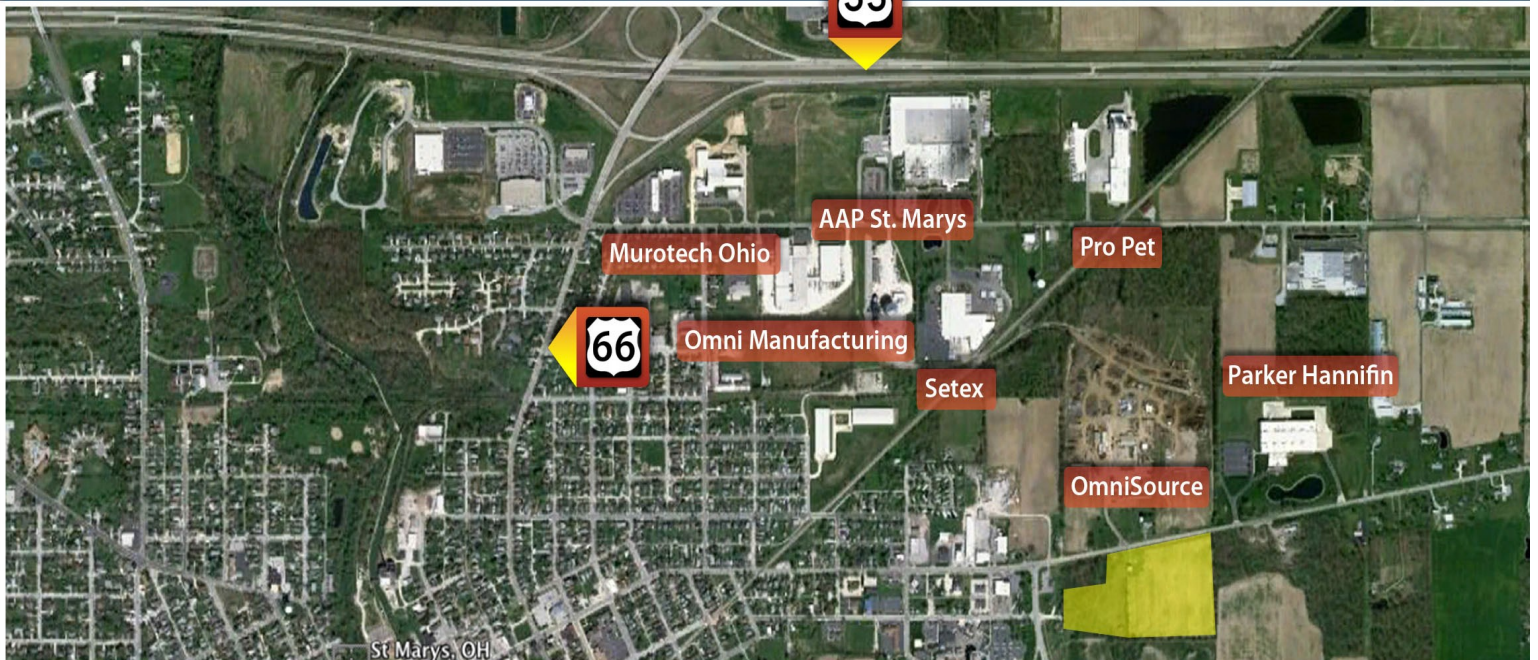 AAP St. Marys
Murotech Ohio
Pro Pet
66
Omni Manufacturing
Setex
Parker Hannifin
OmniSource
St Marys, OH